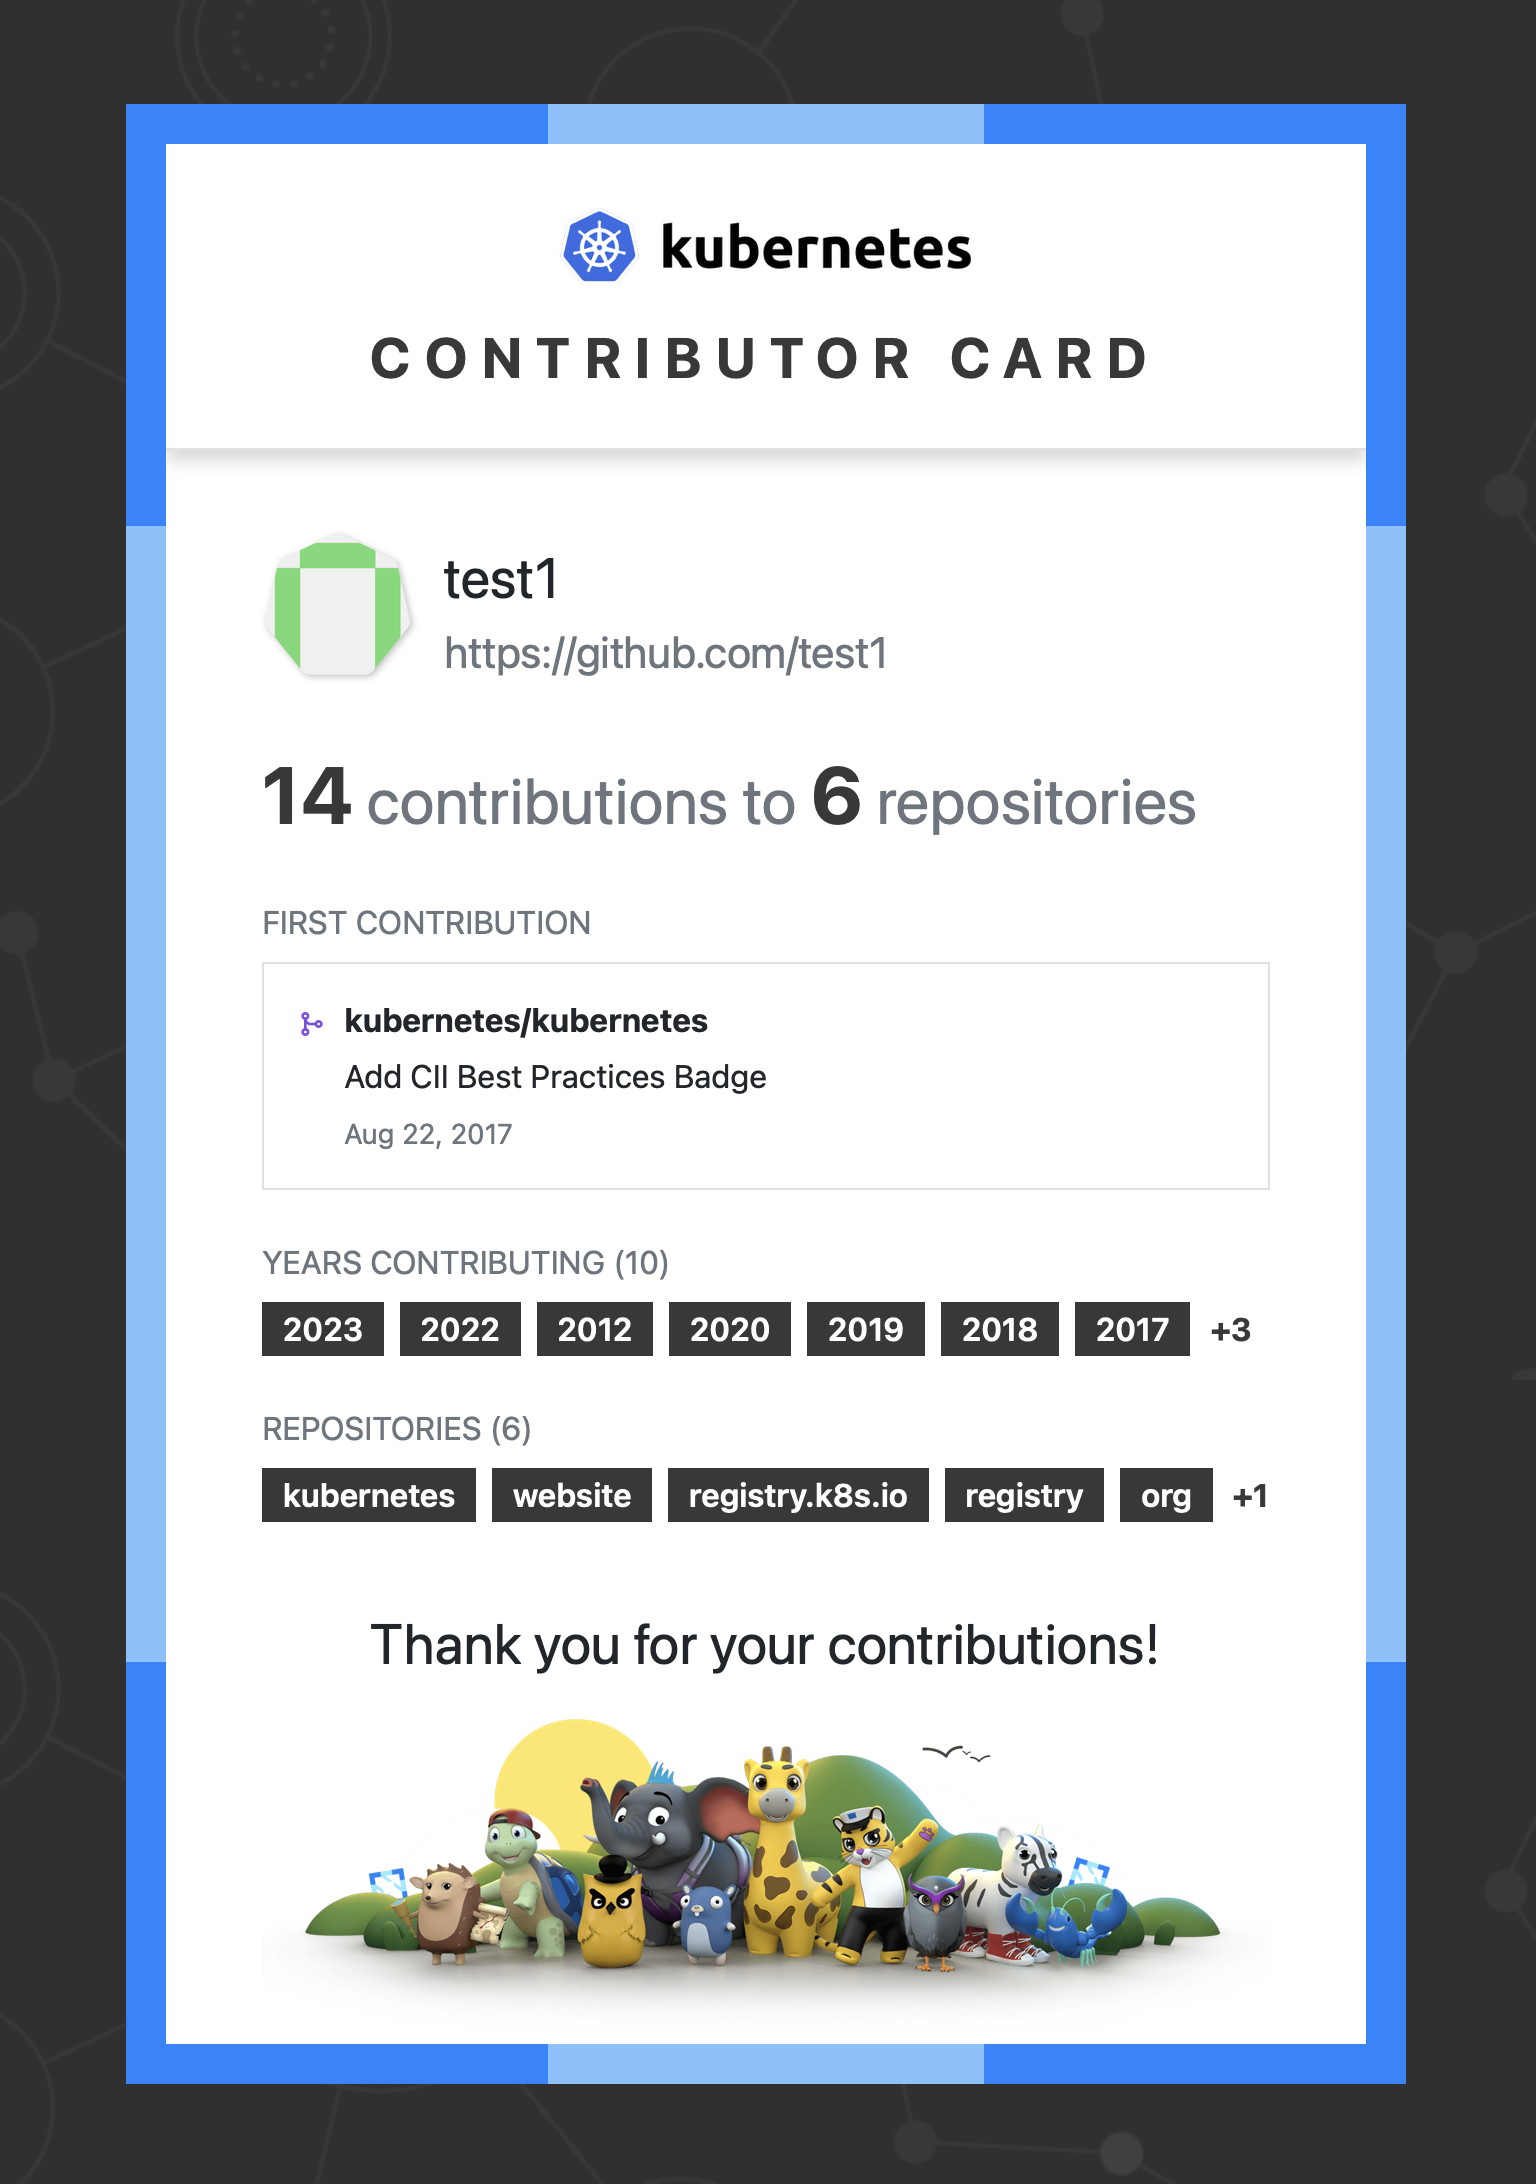 kubernetes
CONTRIBUTOR CARD
test1
https://github.com/test1
14 contributions to 6 repositories
FIRST CONTRIBUTION
kubernetes/kubernetes
Add CII Best Practices Badge
Aug 22, 2017
YEARS CONTRIBUTING (10)
2023 2022 2012 2020 2019 2018 2017 +3
REPOSITORIES (6)
kubernetes website registry.k8s.io registry org +1
Thank you for your contributions!